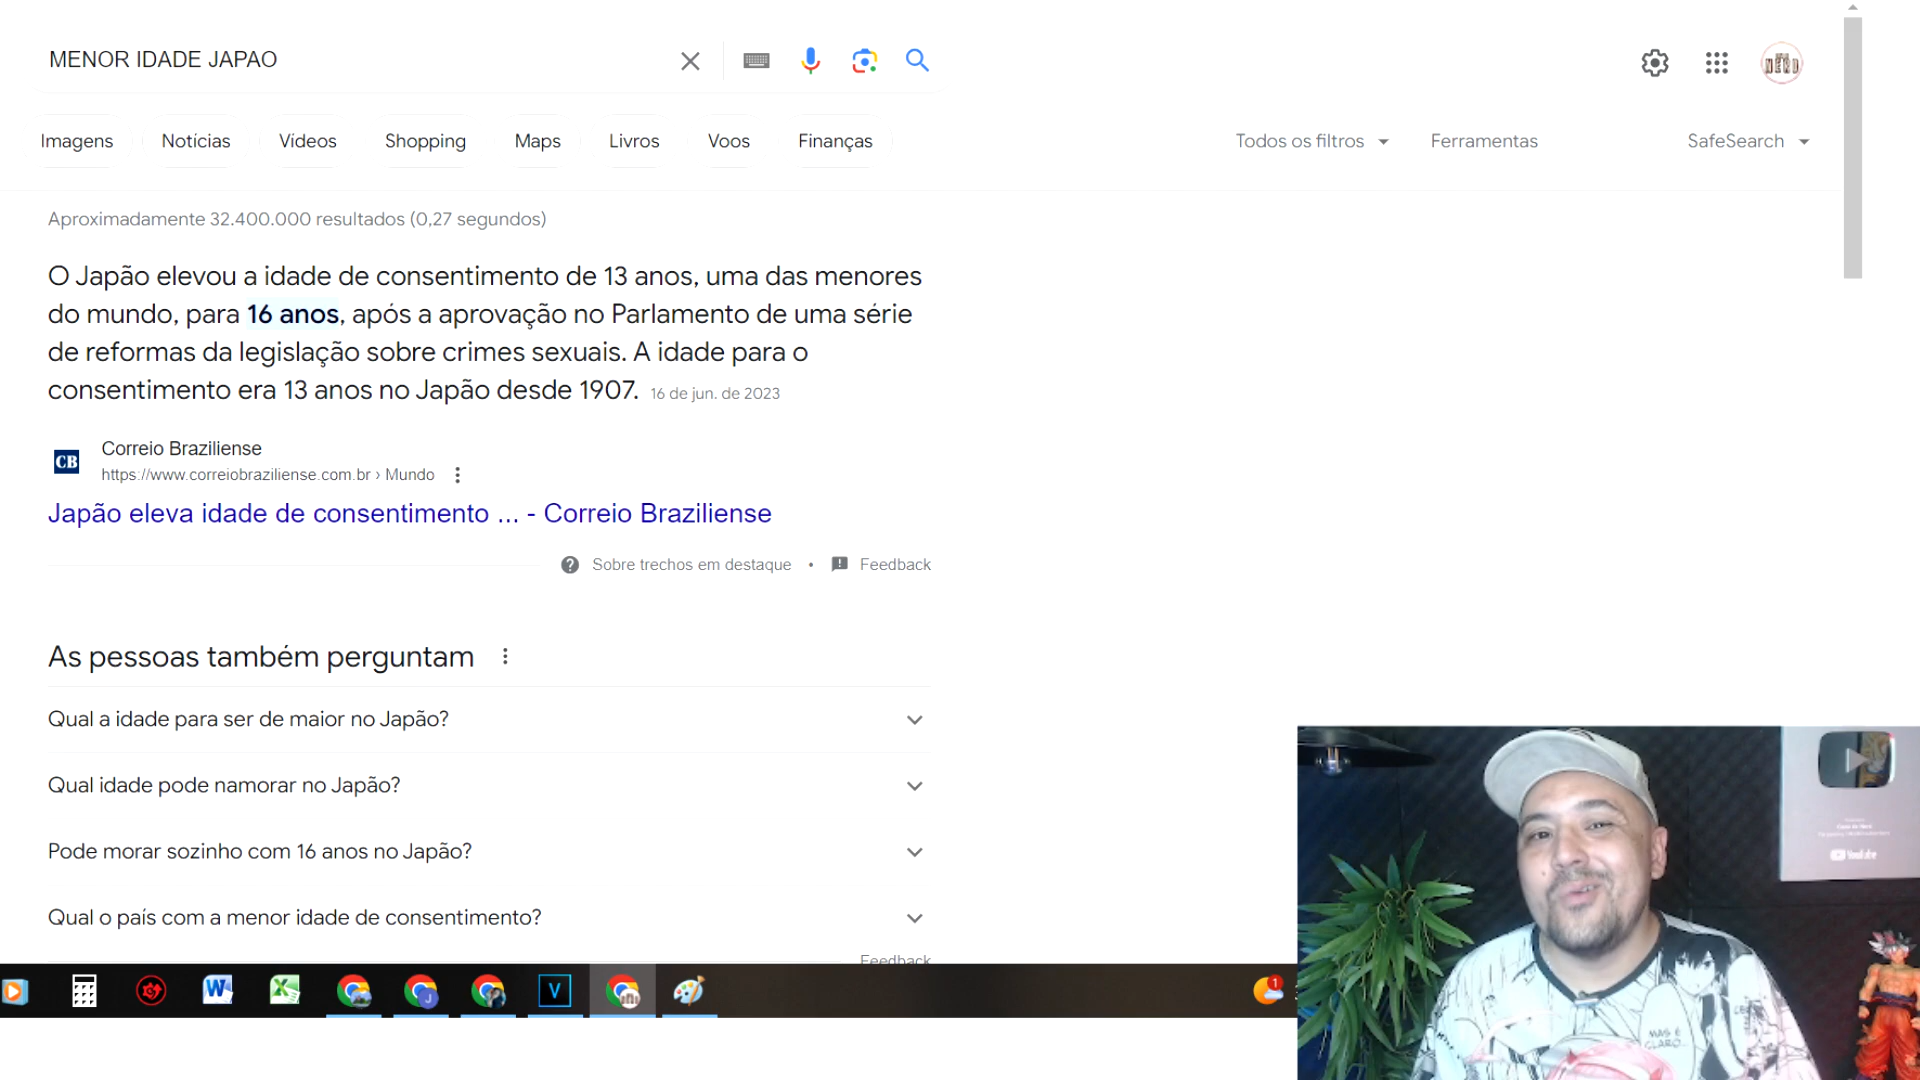 MENOR IDADE JAPAO
Imagens Notícias Vídeos Shopping Maps Livros Voos Finanças Todos os filtros Ferramentas SafeSearch
Aproximadamente 32.400.000 resultados (0,27 segundos)
O Japão elevou a idade de consentimento de 13 anos, uma das menores
do mundo, para 16 anos, após a aprovação no Parlamento de uma série
de reformas da legislação sobre crimes sexuais. A idade para o
consentimento era 13 anos no Japão desde 1907. 16 de jun. de 2023
CB
Correio Braziliense
https://www.correiobraziliense.com.br › Mundo
Japão eleva idade de consentimento ... - Correio Braziliense
Sobre trechos em destaque • Feedback
As pessoas também perguntam
Qual a idade para ser de maior no Japão?
Qual idade pode namorar no Japão?
Pode morar sozinho com 16 anos no Japão?
Qual o país com a menor idade de consentimento?
Feedback
W
X
J
V
1
YouTube
MAS É
CLARO...